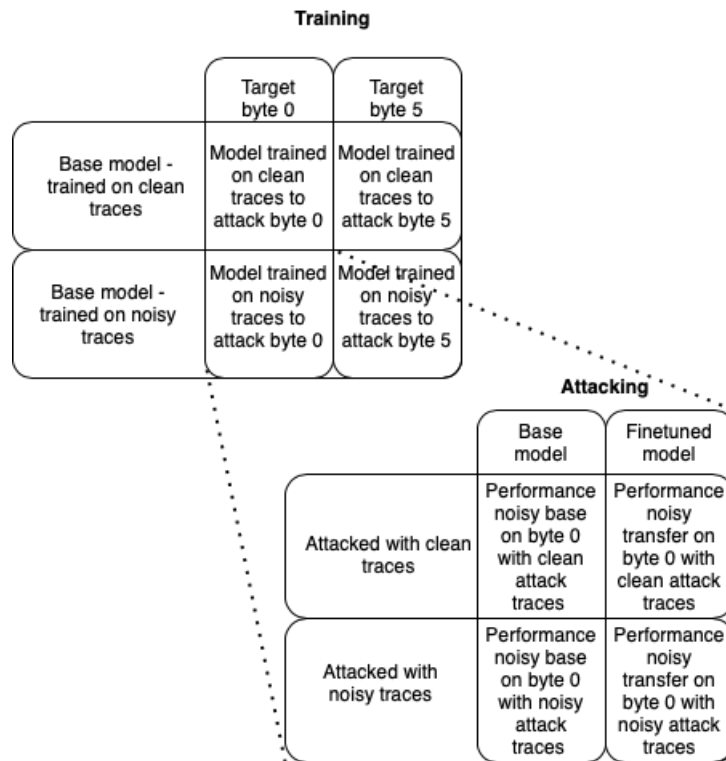 Training
Target
byte 0
Target
byte 5
Base model -
trained on clean
traces
Model trained
on clean
traces to
attack byte 0
Model trained
on clean
traces to
attack byte 5
Base model -
trained on noisy
traces
Model trained
on noisy
traces to
attack byte 0
Model trained
on noisy
traces to
attack byte 5
Attacking
Base
model
Finetuned
model
Attacked with clean
traces
Performance
noisy base
on byte 0
with clean
attack
traces
Performance
noisy
transfer on
byte 0 with
clean attack
traces
Attacked with
noisy traces
Performance
noisy base
on byte 0
with noisy
attack
traces
Performance
noisy
transfer on
byte 0 with
noisy attack
traces